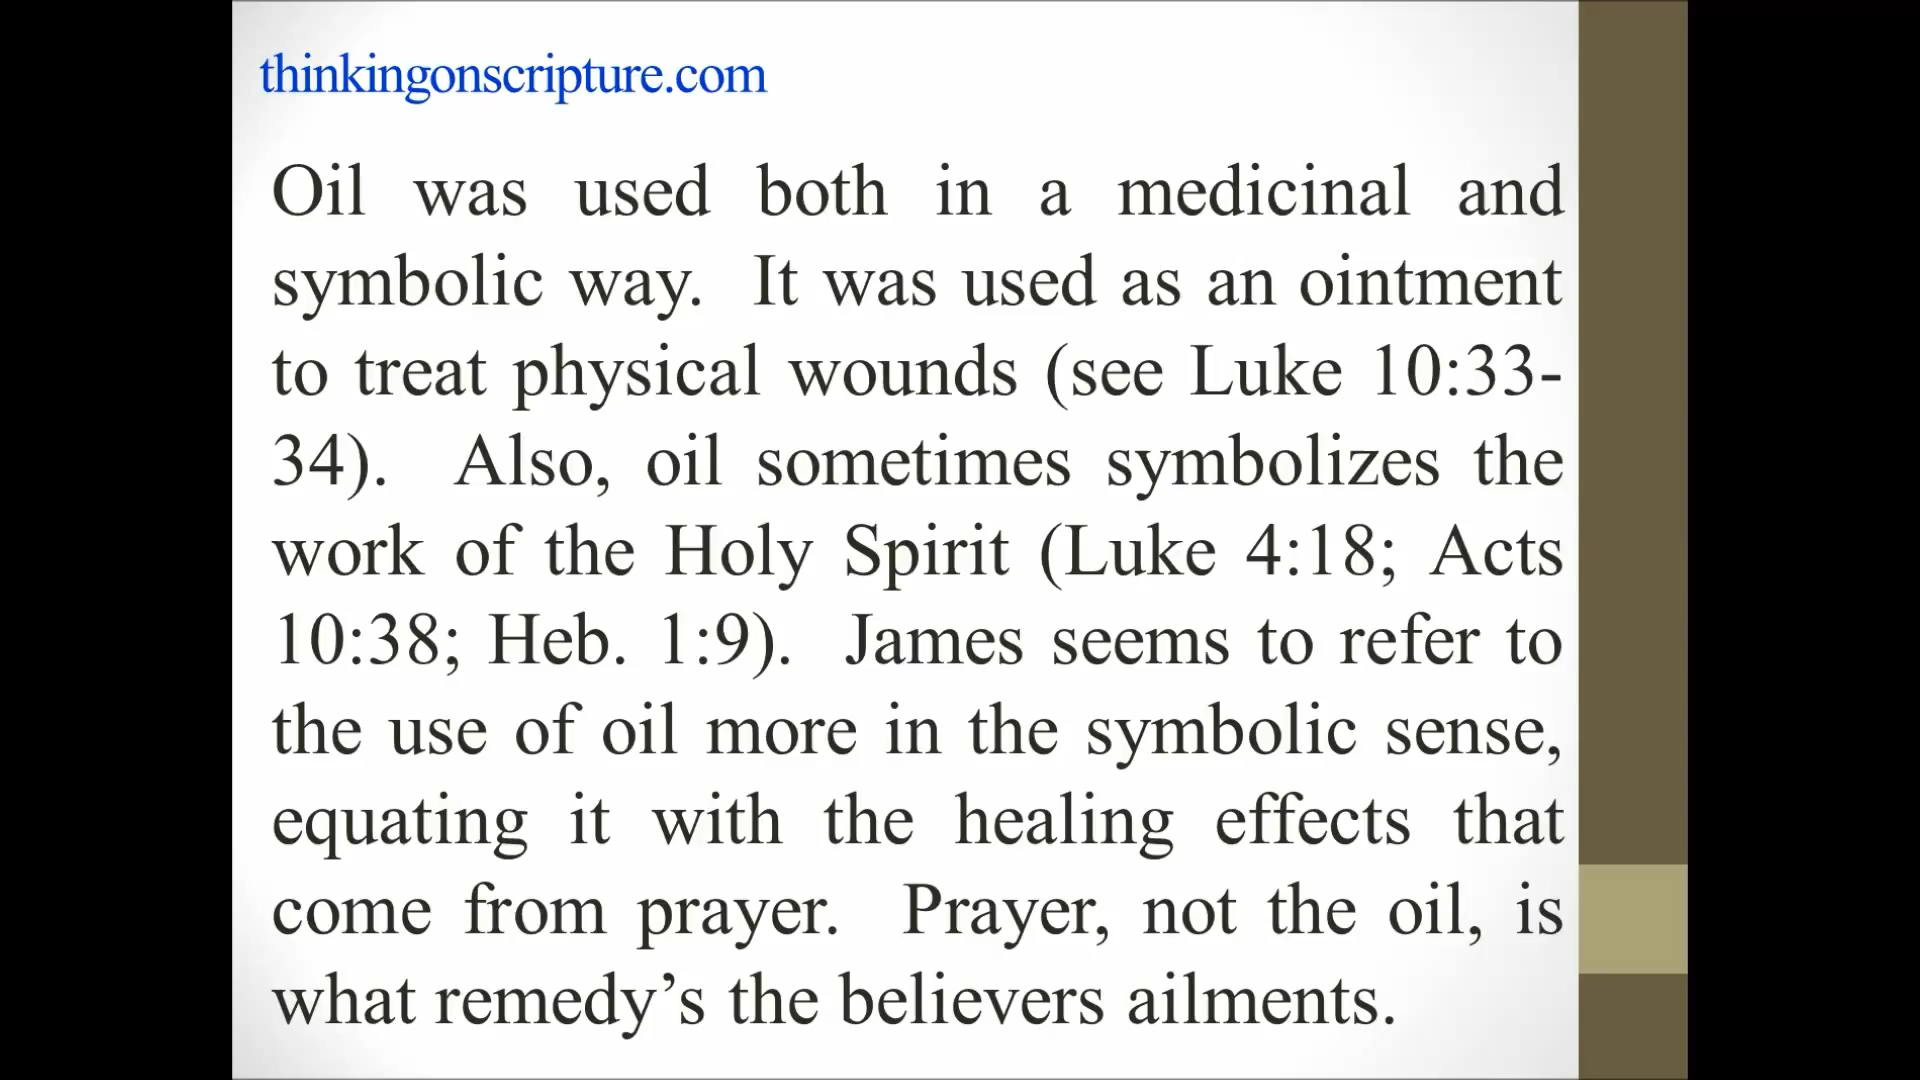 thinkingonscripture.com
Oil was used both in a medicinal and
symbolic way. It was used as an ointment
to treat physical wounds (see Luke 10:33-
34). Also, oil sometimes symbolizes the
work of the Holy Spirit (Luke 4:18; Acts
10:38; Heb. 1:9). James seems to refer to
the use of oil more in the symbolic sense,
equating it with the healing effects that
come from prayer. Prayer, not the oil, is
what remedy’s the believers ailments.